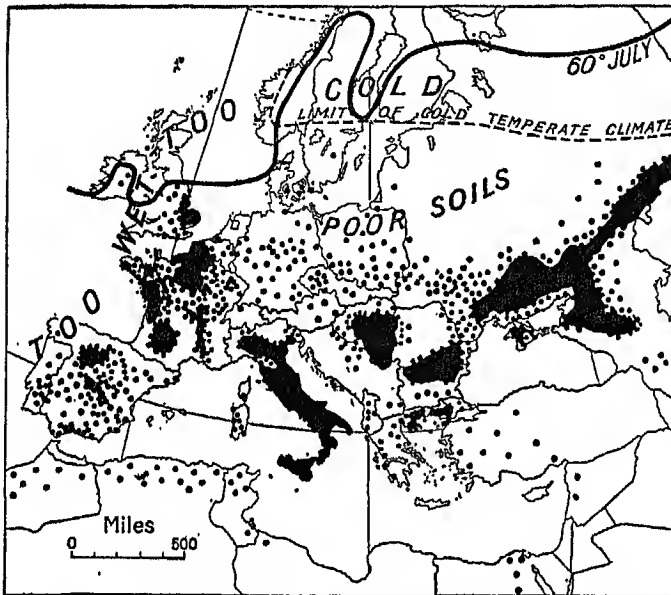 60° JULY
TOO COLD
LIMIT OF COLD TEMPERATE CLIMATE
TOO WET
POOR SOILS
Miles
0 500